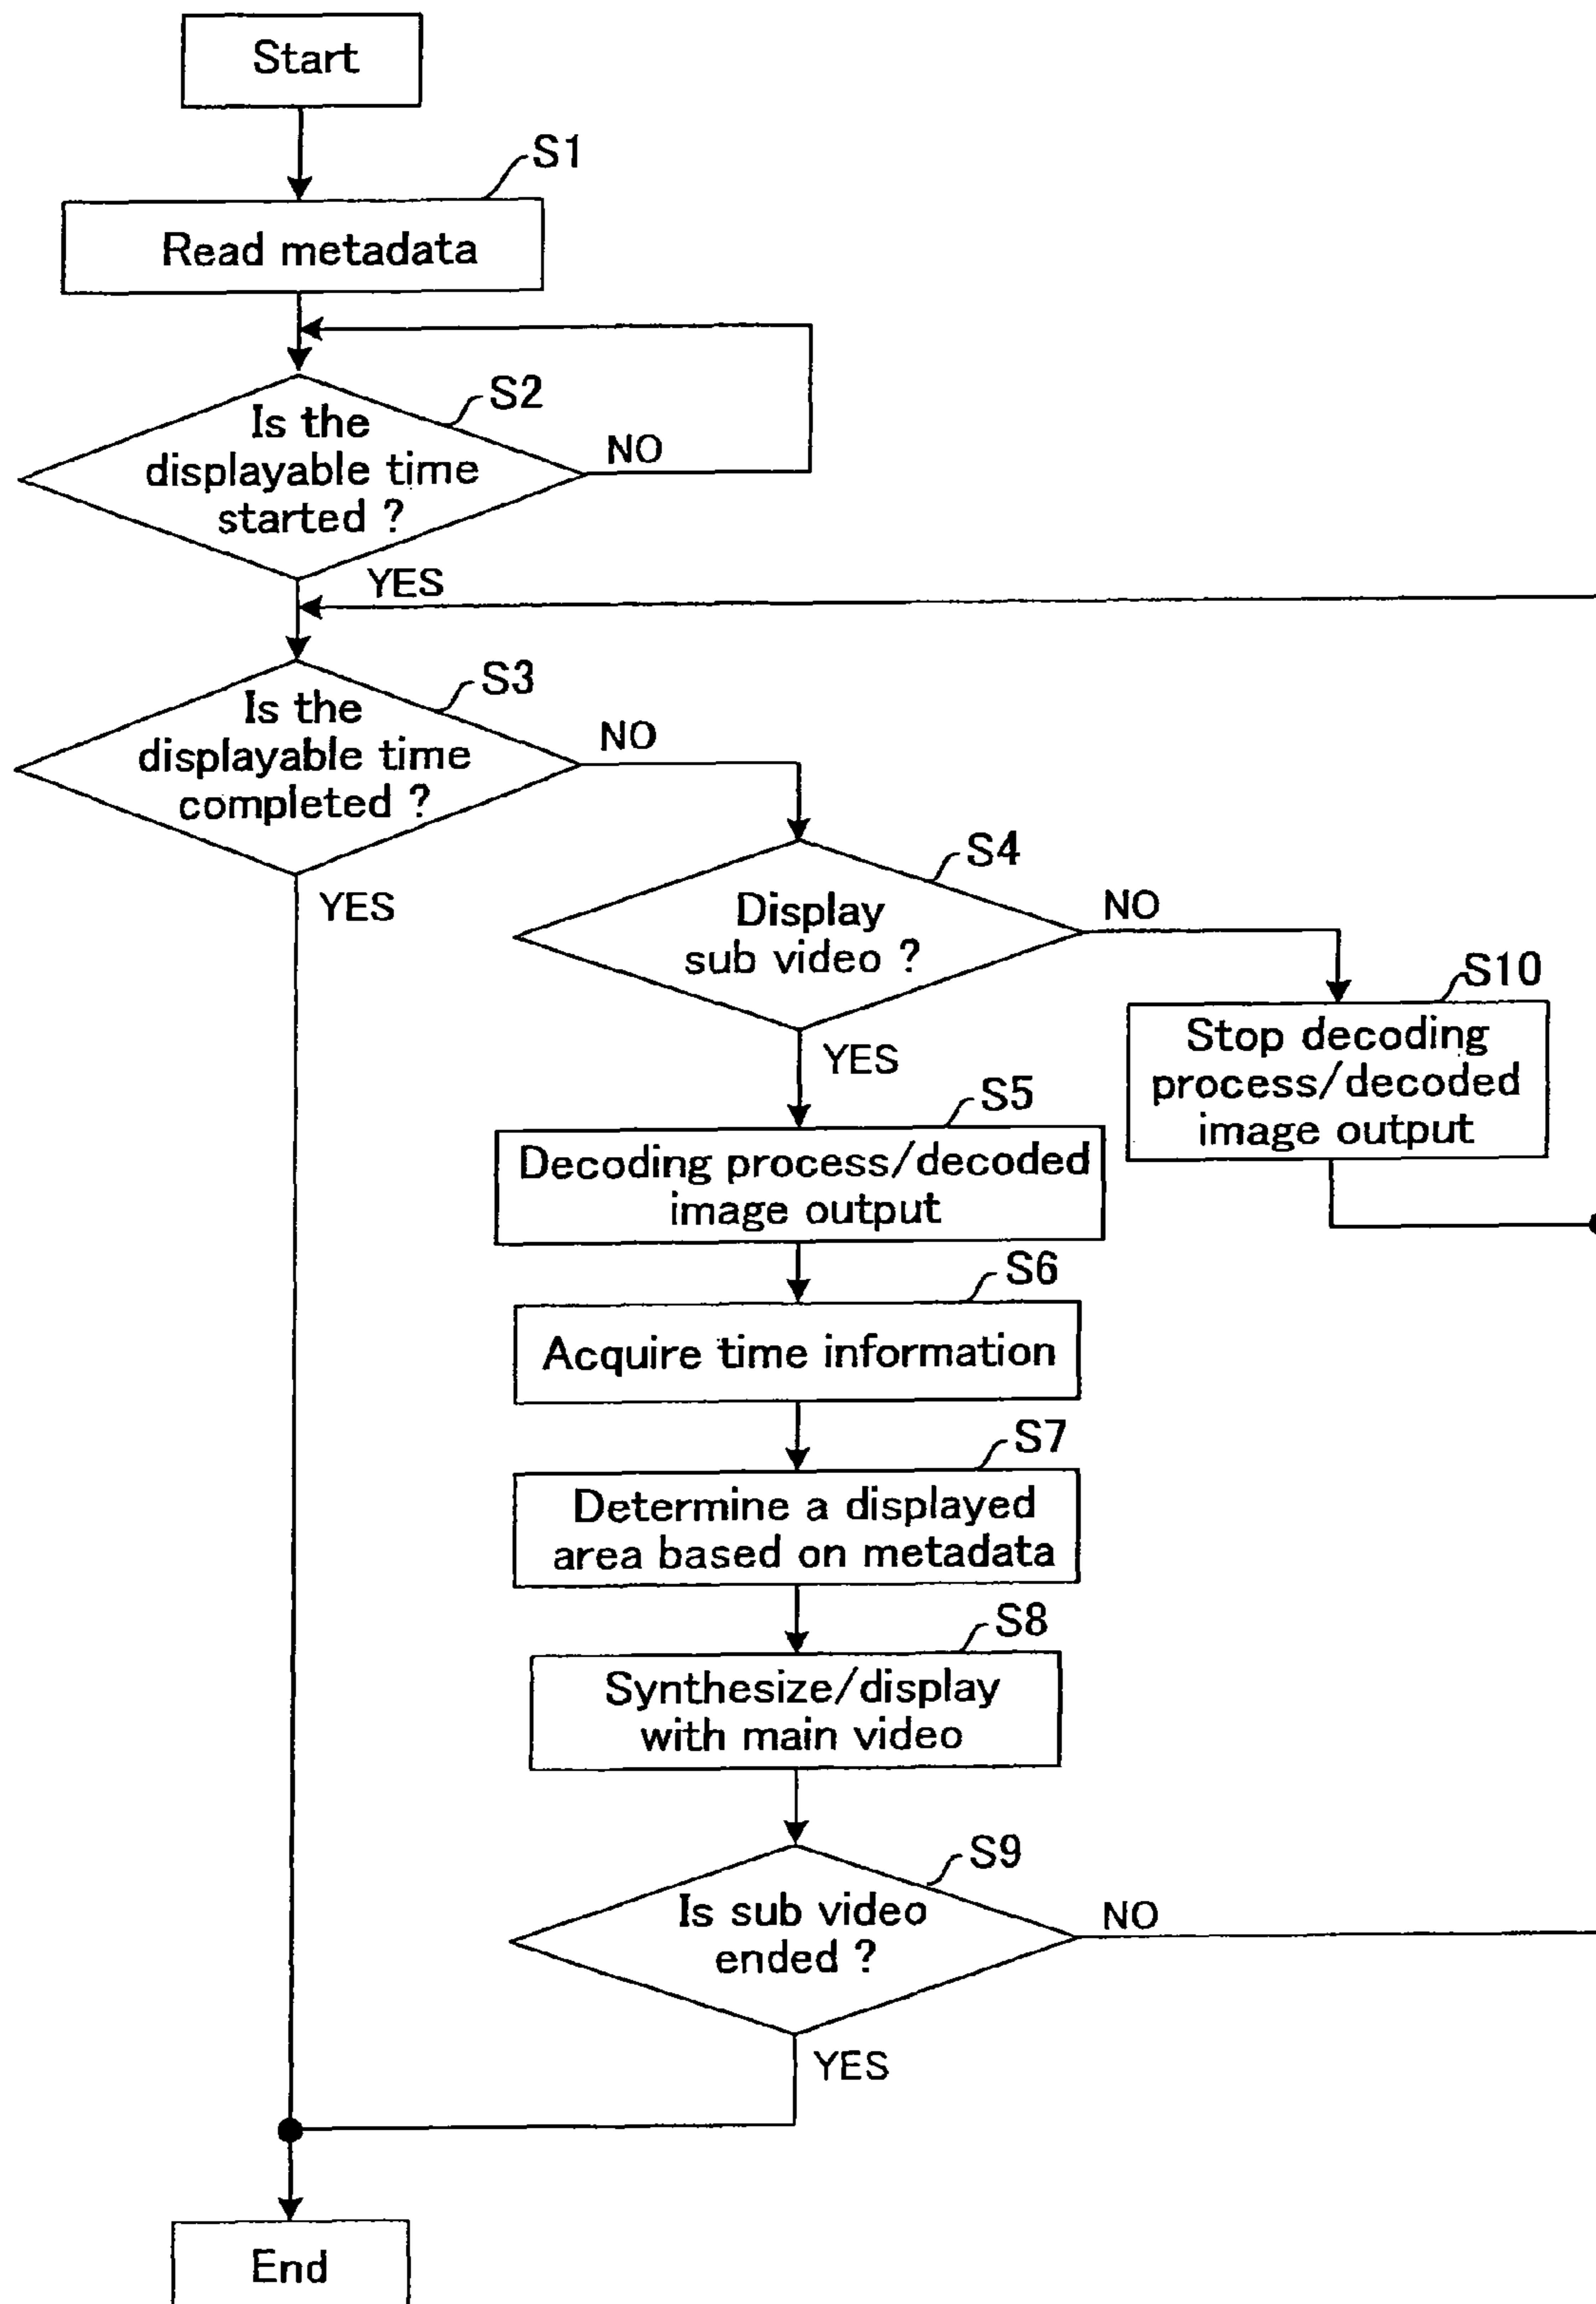 Start
S1
Read metadata
S2
Is the
displayable time
started ?
NO
YES
S3
Is the
displayable time
completed ?
NO
YES
S4
Display
sub video ?
NO
S10
Stop decoding
process/decoded
image output
YES
S5
Decoding process/decoded
image output
S6
Acquire time information
S7
Determine a displayed
area based on metadata
S8
Synthesize/display
with main video
S9
Is sub video
ended ?
NO
YES
End